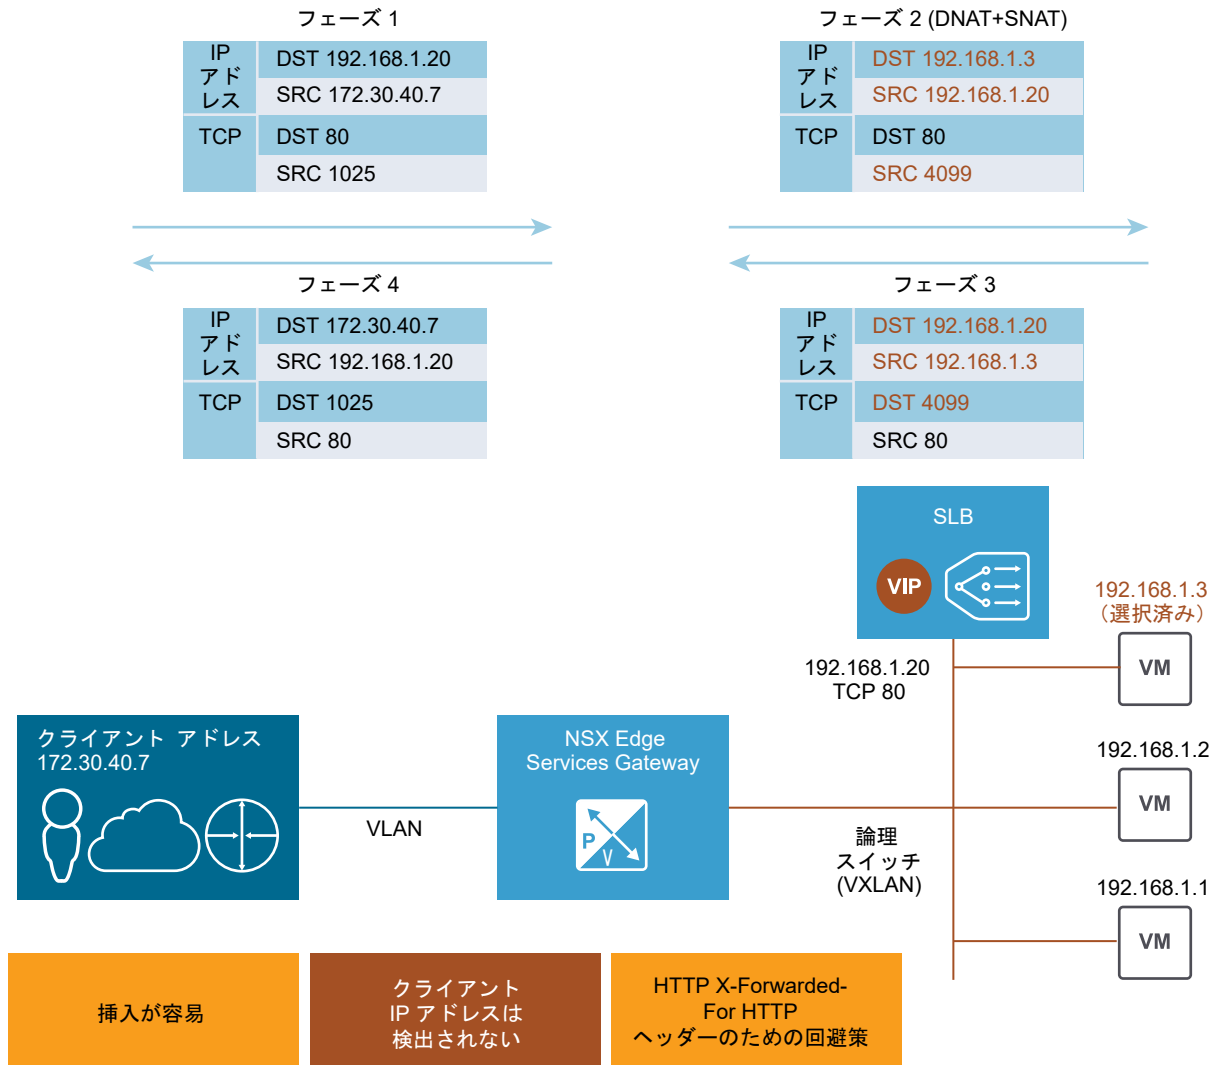 フェーズ 1
IP
アド
レス
DST 192.168.1.20
SRC 172.30.40.7
TCP
DST 80
SRC 1025
フェーズ 2 (DNAT+SNAT)
IP
アド
レス
DST 192.168.1.3
SRC 192.168.1.20
TCP
DST 80
SRC 4099
フェーズ 4
IP
アド
レス
DST 172.30.40.7
SRC 192.168.1.20
TCP
DST 1025
SRC 80
フェーズ 3
IP
アド
レス
DST 192.168.1.20
SRC 192.168.1.3
TCP
DST 4099
SRC 80
SLB
VIP
192.168.1.20
TCP 80
192.168.1.3
（選択済み）
VM
クライアント アドレス
172.30.40.7
VLAN
NSX Edge
Services Gateway
P
V
論理
スイッチ
(VXLAN)
192.168.1.2
VM
192.168.1.1
VM
挿入が容易
クライアント
IP アドレスは
検出されない
HTTP X-Forwarded-
For HTTP
ヘッダーのための回避策